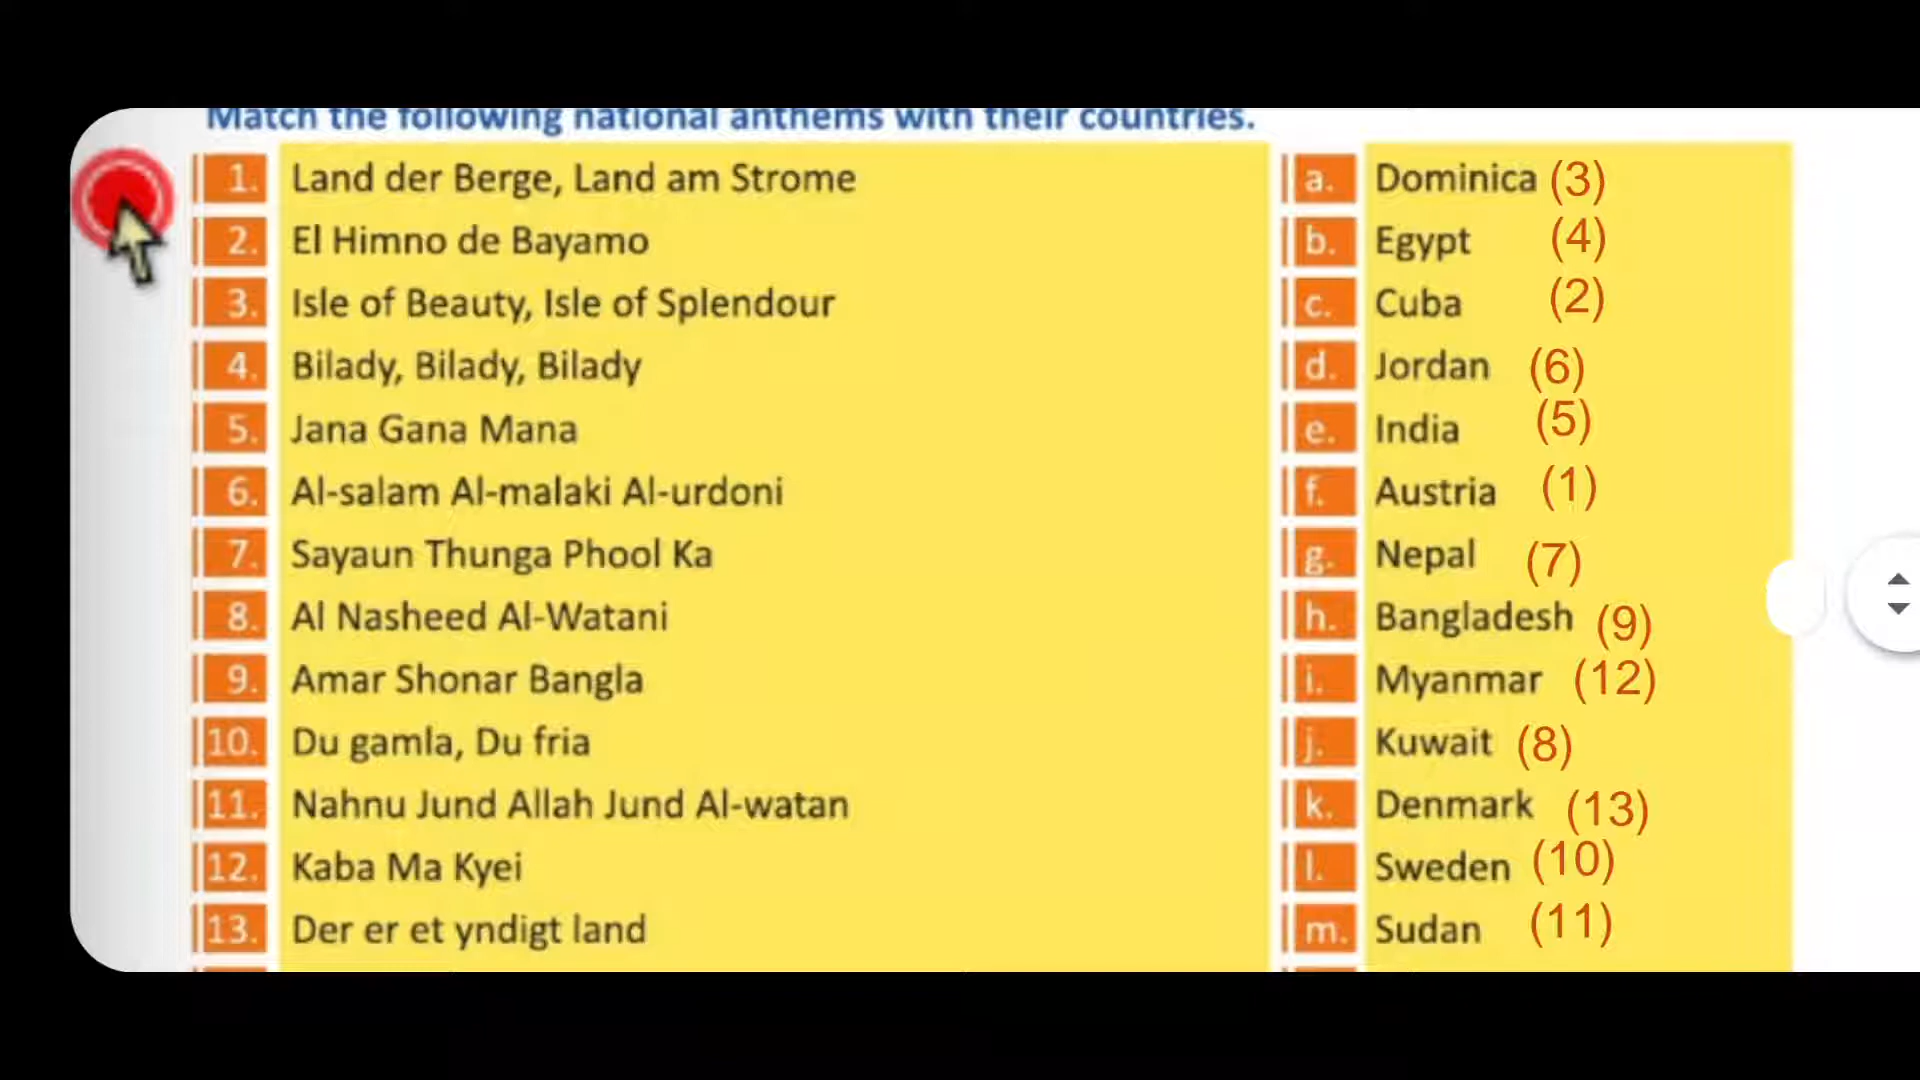 Match the following national anthems with their countries.
1. Land der Berge, Land am Strome a. Dominica (3)
2. El Himno de Bayamo b. Egypt (4)
3. Isle of Beauty, Isle of Splendour c. Cuba (2)
4. Bilady, Bilady, Bilady d. Jordan (6)
5. Jana Gana Mana e. India (5)
6. Al-salam Al-malaki Al-urdoni f. Austria (1)
7. Sayaun Thunga Phool Ka g. Nepal (7)
8. Al Nasheed Al-Watani h. Bangladesh (9)
9. Amar Shonar Bangla i. Myanmar (12)
10. Du gamla, Du fria j. Kuwait (8)
11. Nahnu Jund Allah Jund Al-watan k. Denmark (13)
12. Kaba Ma Kyei l. Sweden (10)
13. Der er et yndigt land m. Sudan (11)